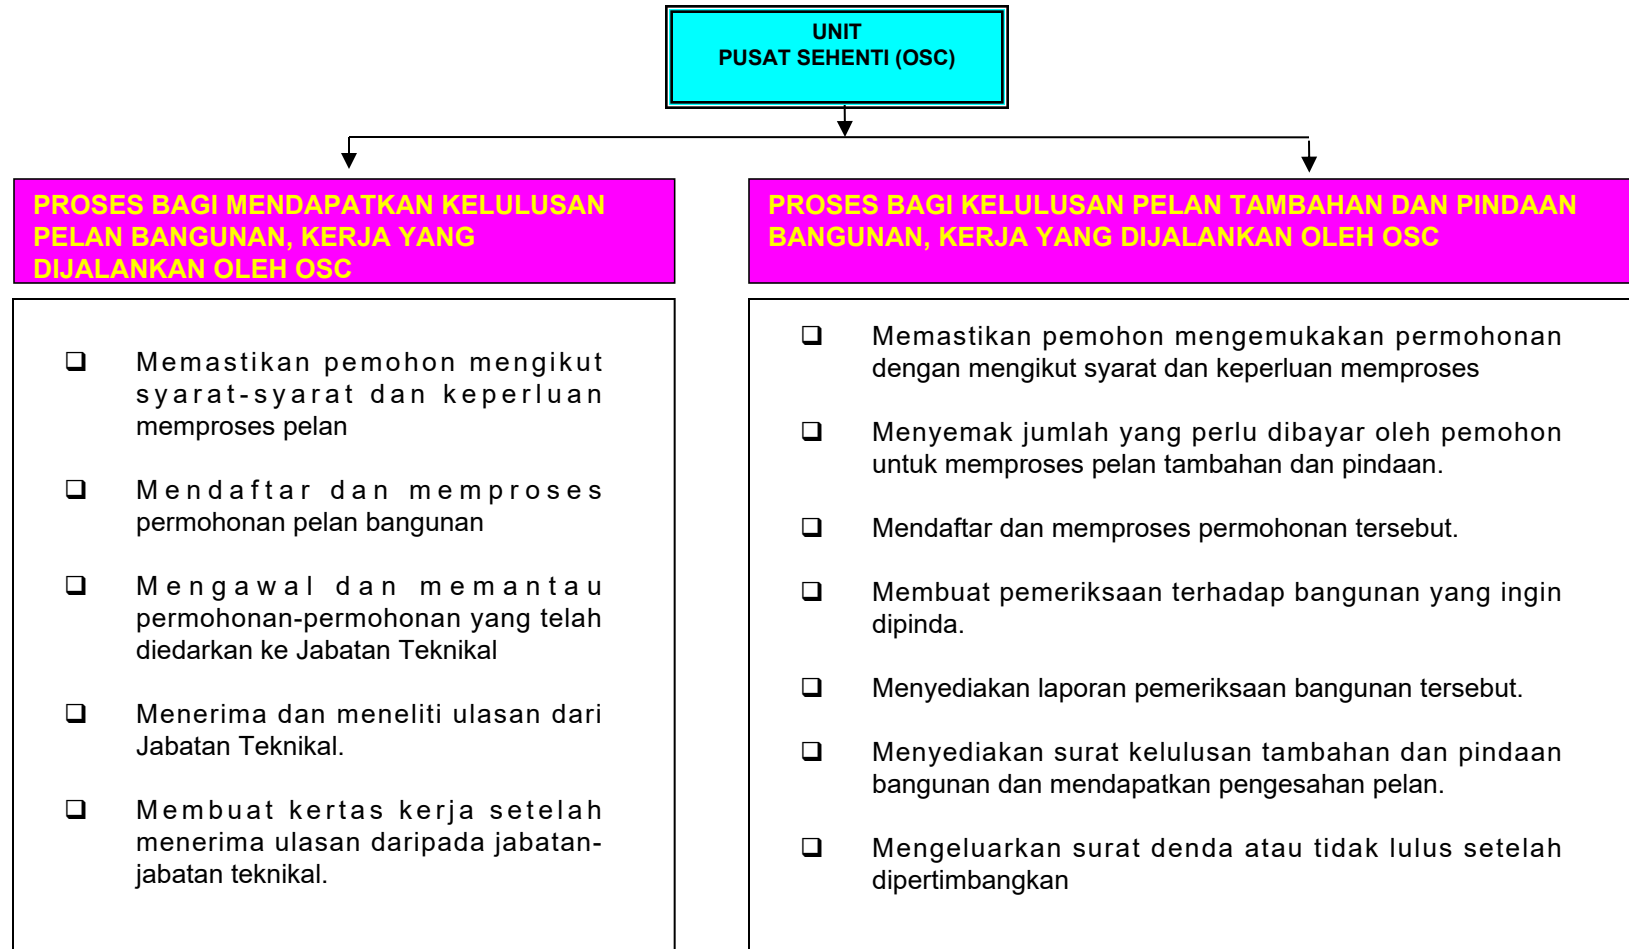 UNIT
PUSAT SEHENTI (OSC)
PROSES BAGI MENDAPATKAN KELULUSAN
PELAN BANGUNAN, KERJA YANG
DIJALANKAN OLEH OSC
Memastikan pemohon mengikut
syarat-syarat dan keperluan
memproses pelan
Mendaftar dan memproses
permohonan pelan bangunan
Mengawal dan memantau
permohonan-permohonan yang telah
diedarkan ke Jabatan Teknikal
Menerima dan meneliti ulasan dari
Jabatan Teknikal.
Membuat kertas kerja setelah
menerima ulasan daripada jabatan-
jabatan teknikal.
PROSES BAGI KELULUSAN PELAN TAMBAHAN DAN PINDAAN
BANGUNAN, KERJA YANG DIJALANKAN OLEH OSC
Memastikan pemohon mengemukakan permohonan
dengan mengikut syarat dan keperluan memproses
Menyemak jumlah yang perlu dibayar oleh pemohon
untuk memproses pelan tambahan dan pindaan.
Mendaftar dan memproses permohonan tersebut.
Membuat pemeriksaan terhadap bangunan yang ingin
dipinda.
Menyediakan laporan pemeriksaan bangunan tersebut.
Menyediakan surat kelulusan tambahan dan pindaan
bangunan dan mendapatkan pengesahan pelan.
Mengeluarkan surat denda atau tidak lulus setelah
dipertimbangkan